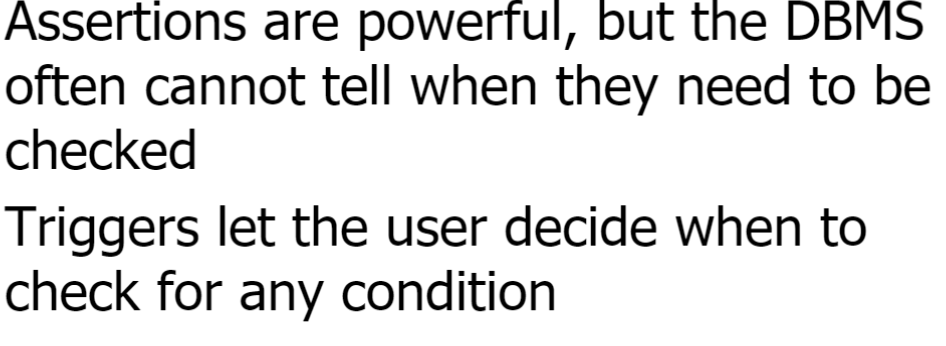 Assertions are powerful, but the DBMS
often cannot tell when they need to be
checked
Triggers let the user decide when to
check for any condition